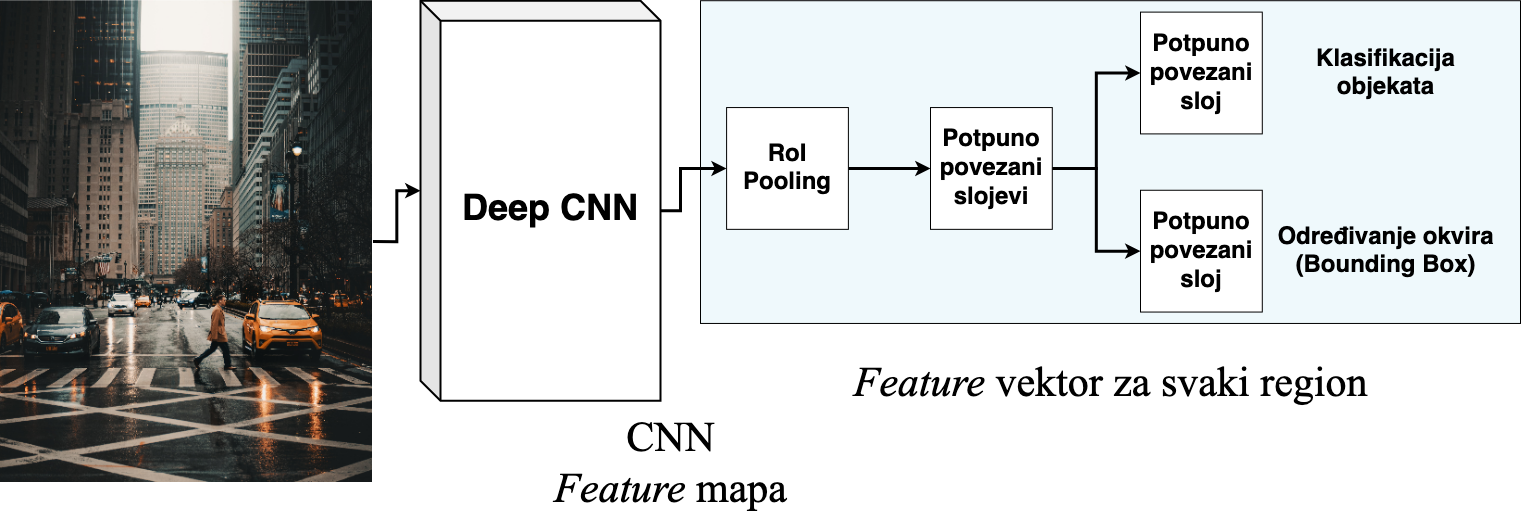 Deep CNN
RoI
Pooling
Potpuno
povezani
slojevi
Potpuno
povezani
sloj
Klasifikacija
objekata
Potpuno
povezani
sloj
Određivanje okvira
(Bounding Box)
Feature vektor za svaki region
CNN
Feature mapa